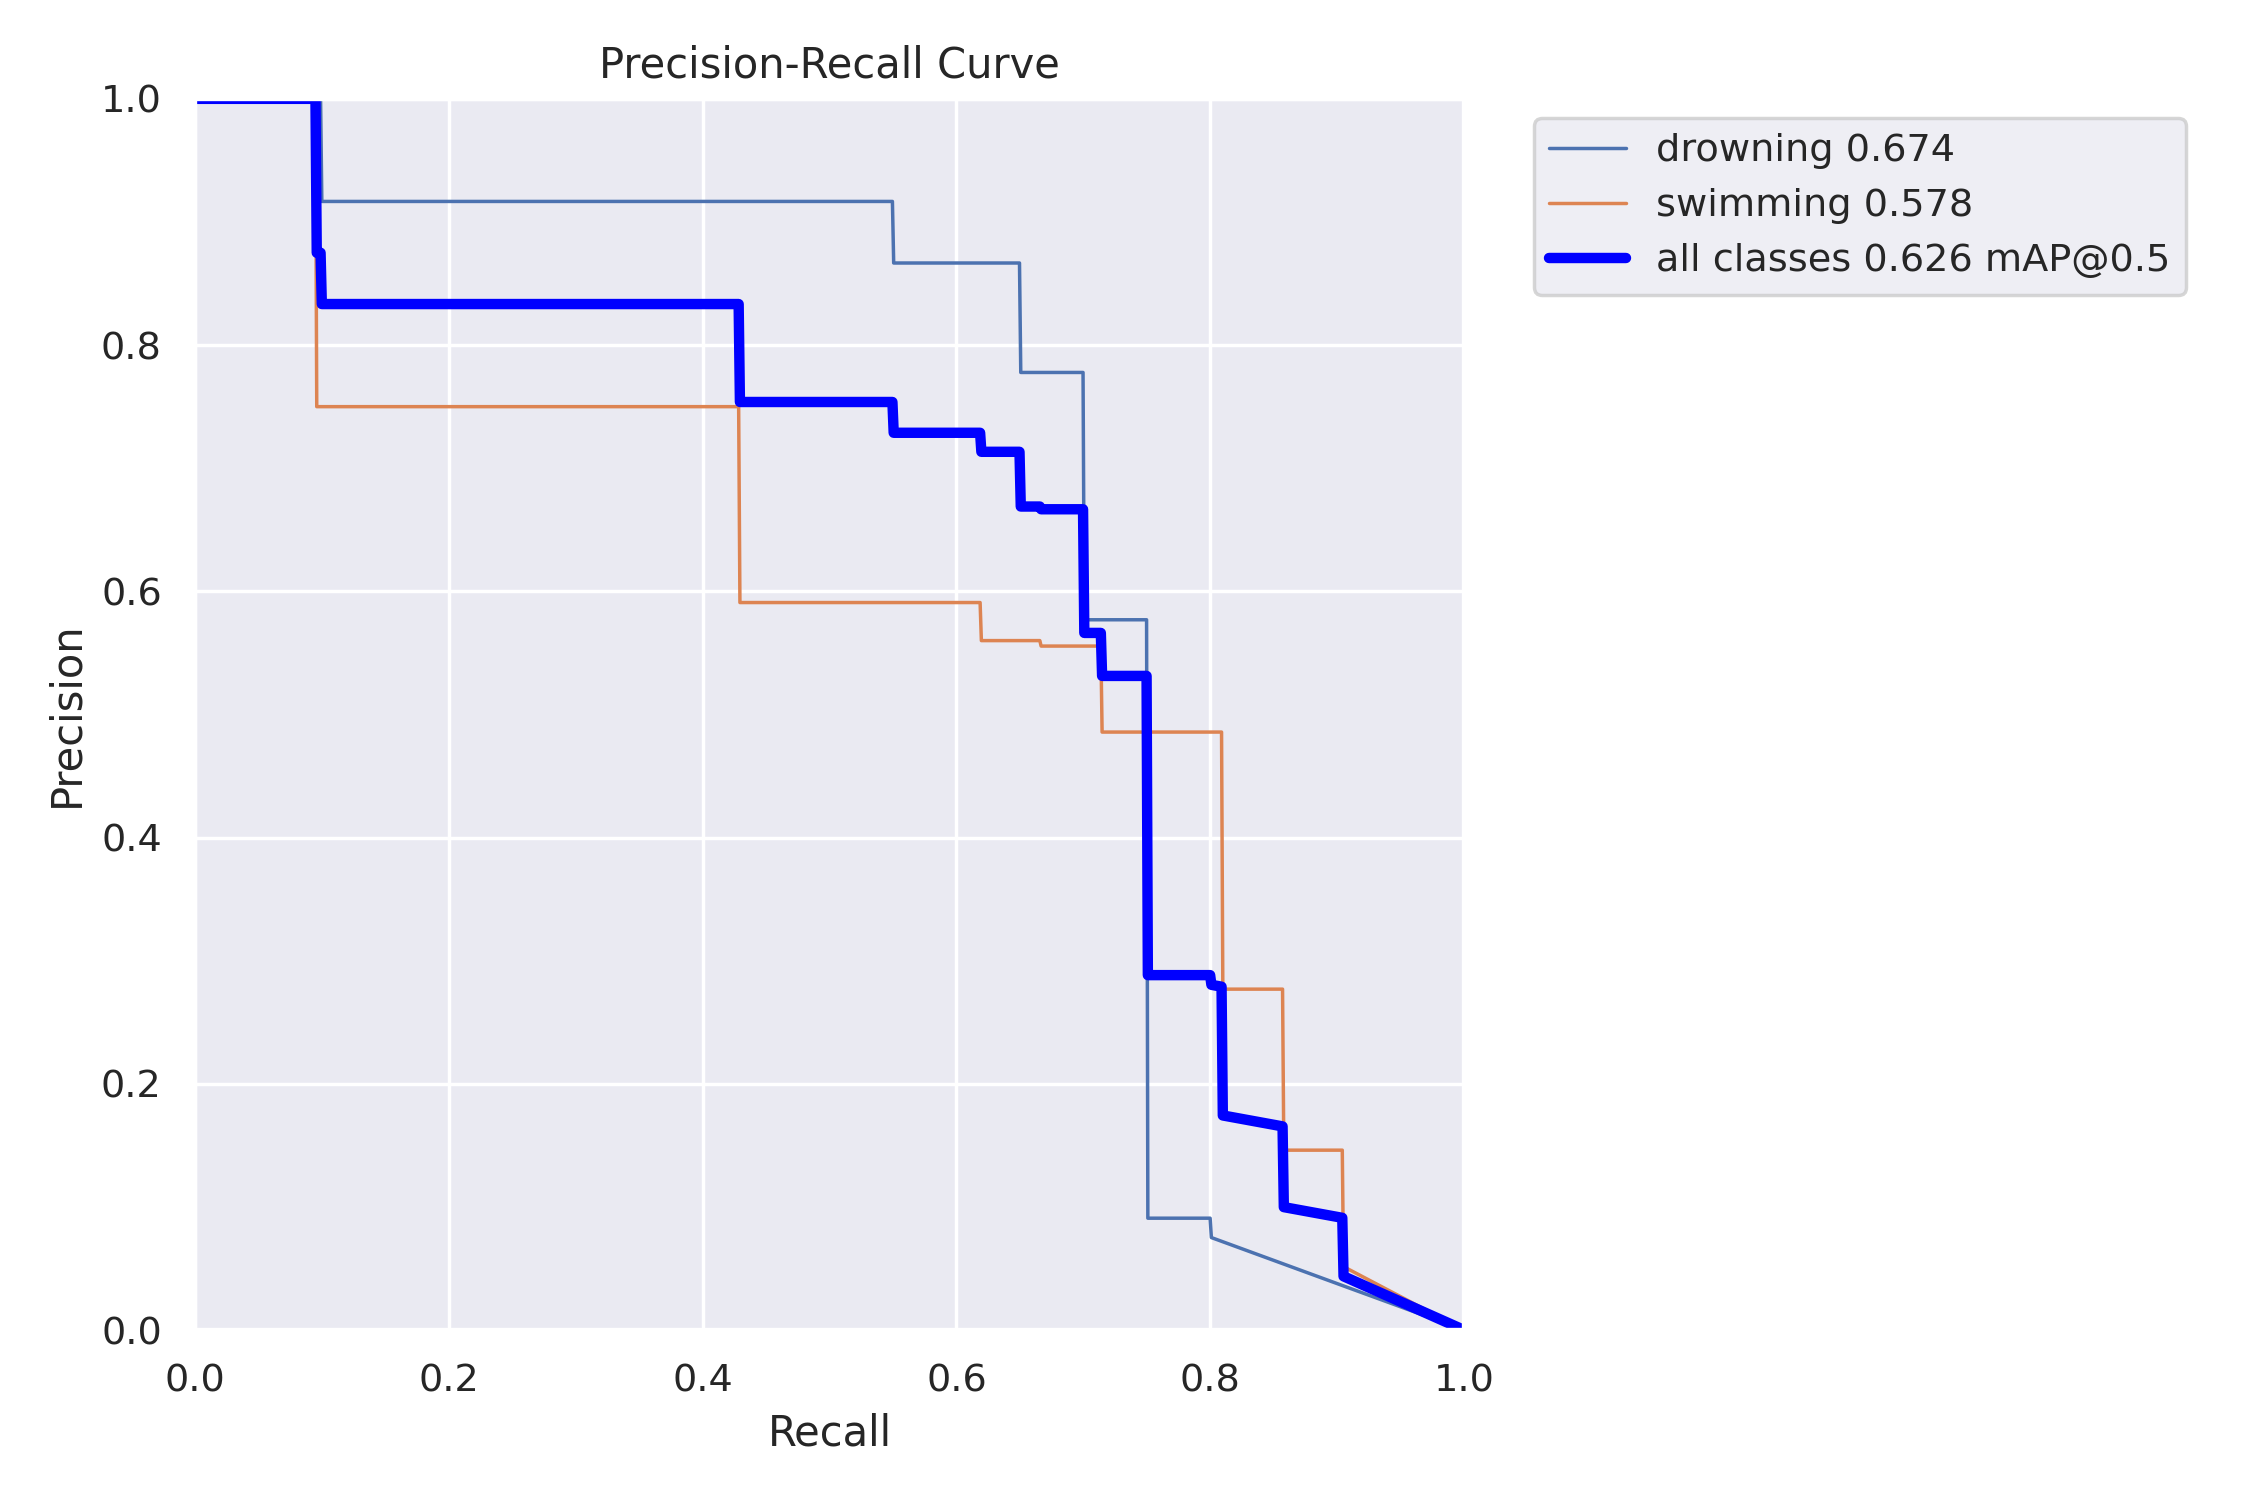 Precision-Recall Curve
1.0
0.8
0.6
0.4
0.2
0.0
Precision
0.0 0.2 0.4 0.6 0.8 1.0
Recall
drowning 0.674
swimming 0.578
all classes 0.626 mAP@0.5